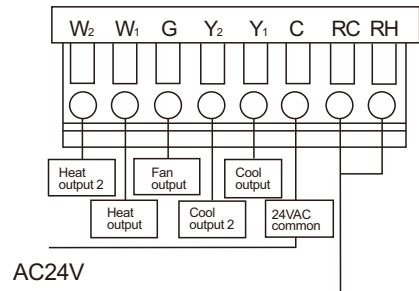 W2 W1 G Y2 Y1 C RC RH
Heat
output 2
Fan
output
Cool
output
Heat
output
Cool
output 2
24VAC
common
AC24V